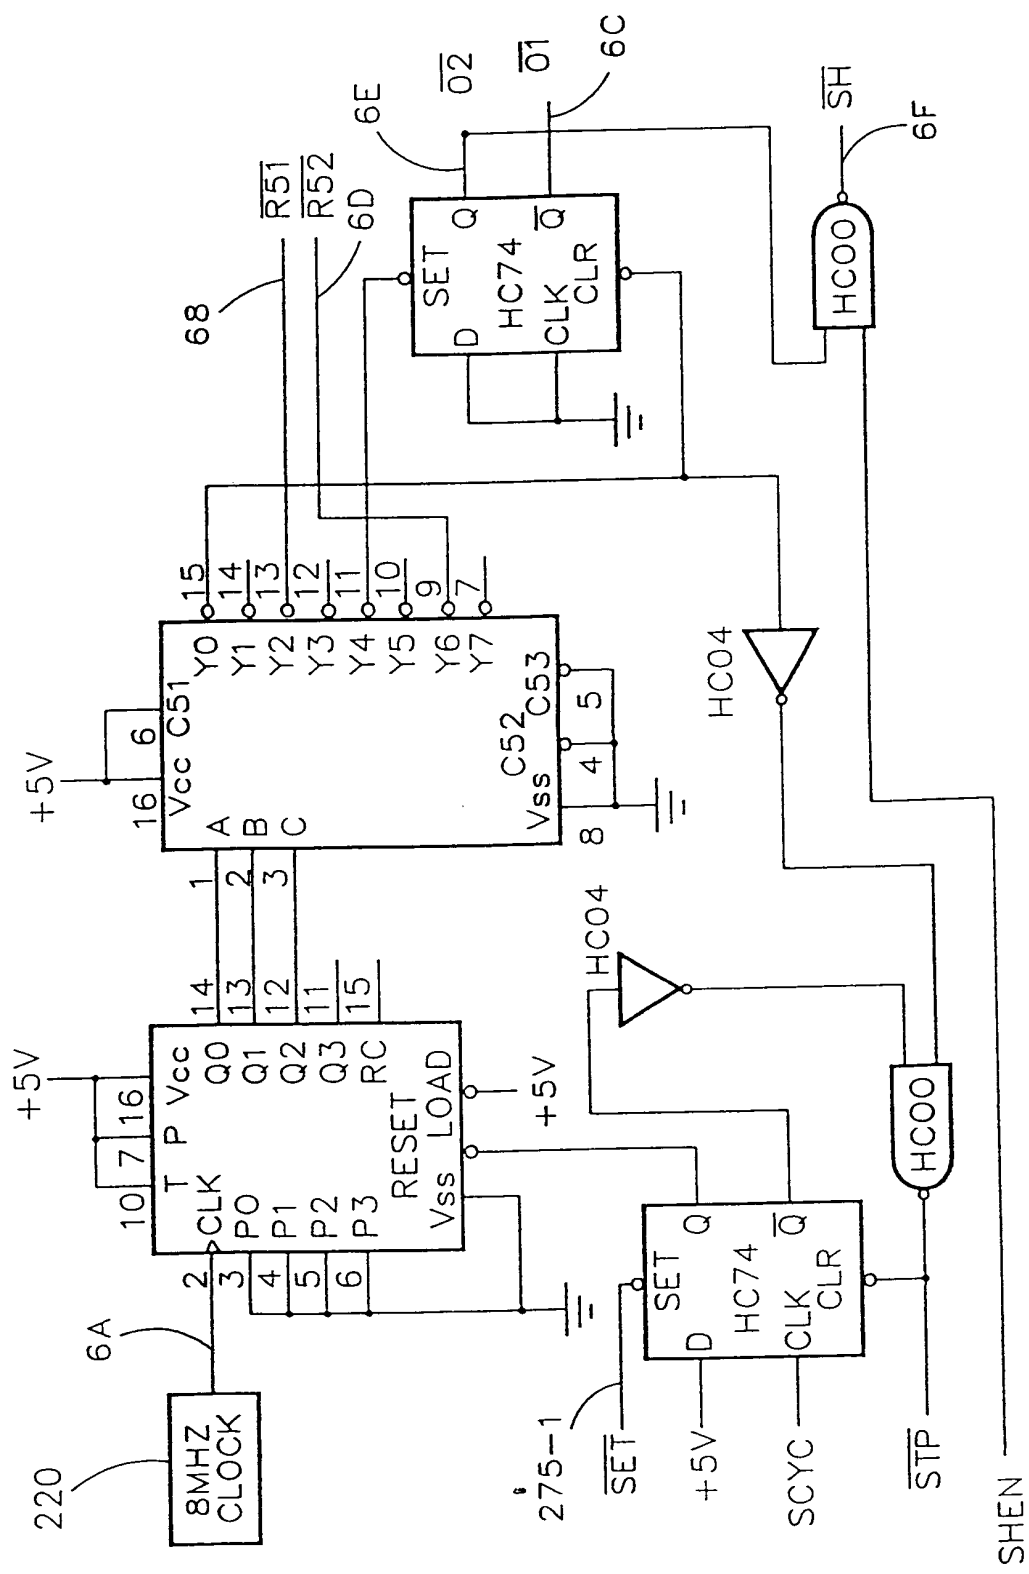 220
8MHZ
CLOCK
6A
+5V
10
7
16
T
P
Vcc
2
CLK
3
P0
4
P1
5
P2
6
P3
Q0
14
Q1
13
Q2
12
Q3
11
RC
15
RESET
LOAD
Vss
+5V
+5V
16
6
Vcc
C51
1
A
2
B
3
C
Y0
15
Y1
14
Y2
13
Y3
12
Y4
11
Y5
10
Y6
9
Y7
7
C52
C53
Vss
8
4
5
68
R51
R52
6D
SET
D
Q
HC74
CLK
Q
CLR
6E
O2
O1
6C
275-1
SET
SET
+5V
D
Q
HC74
SCYC
CLK
Q
CLR
STP
HC04
HC04
HC00
HC00
SH
6F
SHEN